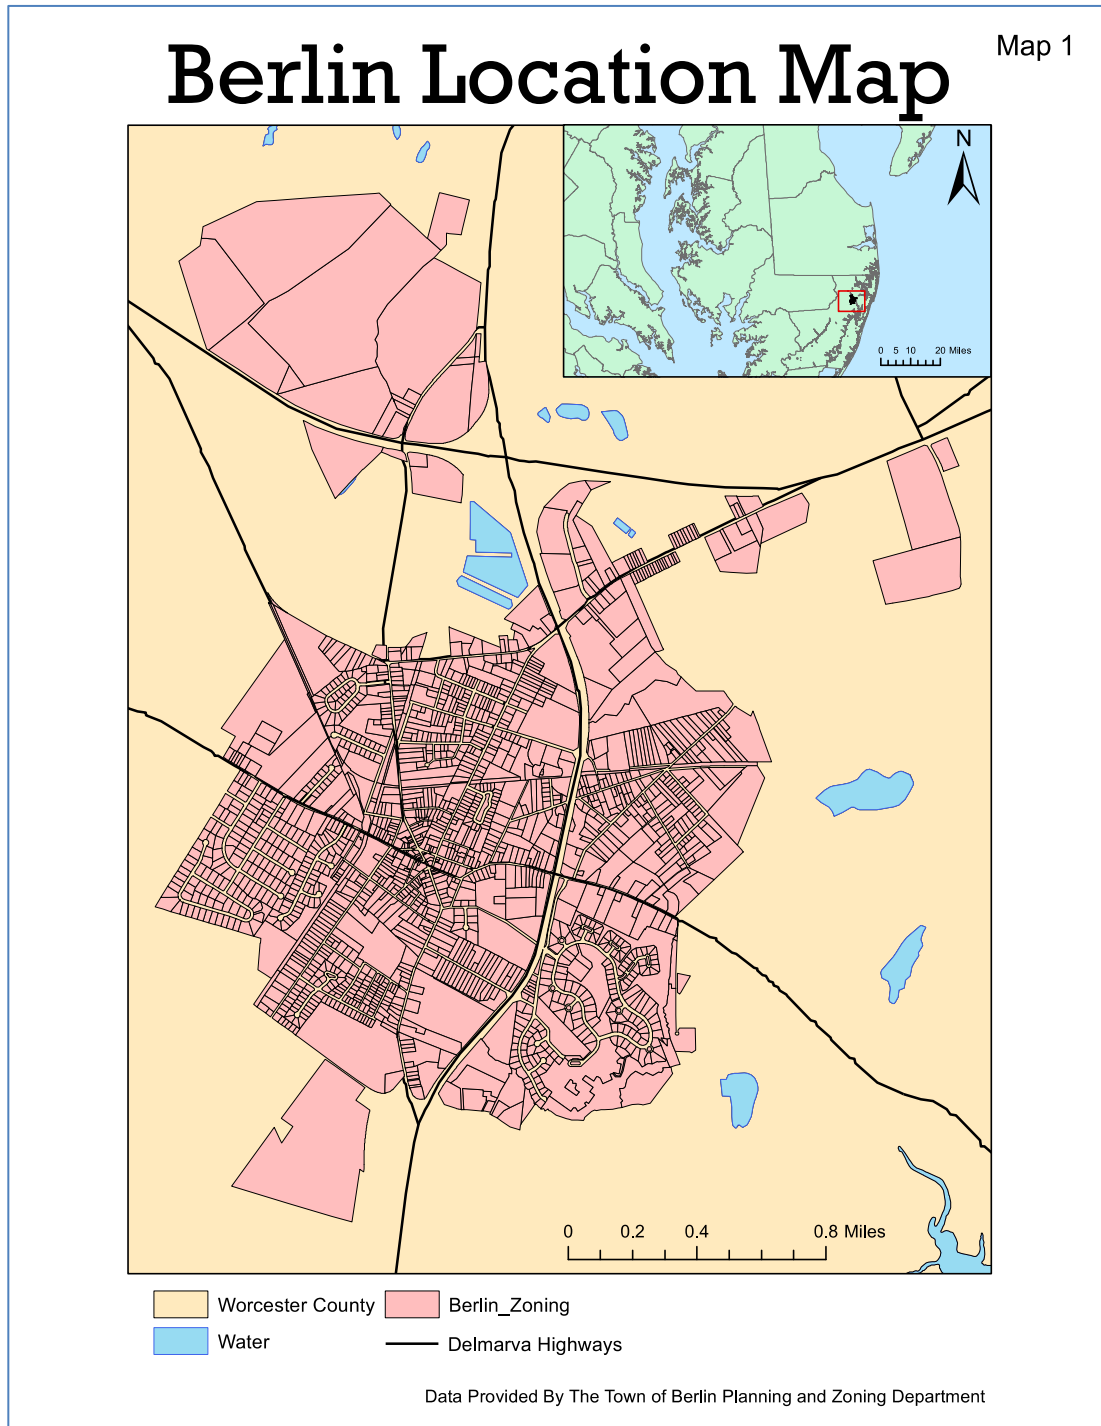 Map 1
Berlin Location Map
N
0 5 10 20 Miles
0 0.2 0.4 0.8 Miles
Worcester County
Berlin_Zoning
Water
Delmarva Highways
Data Provided By The Town of Berlin Planning and Zoning Department